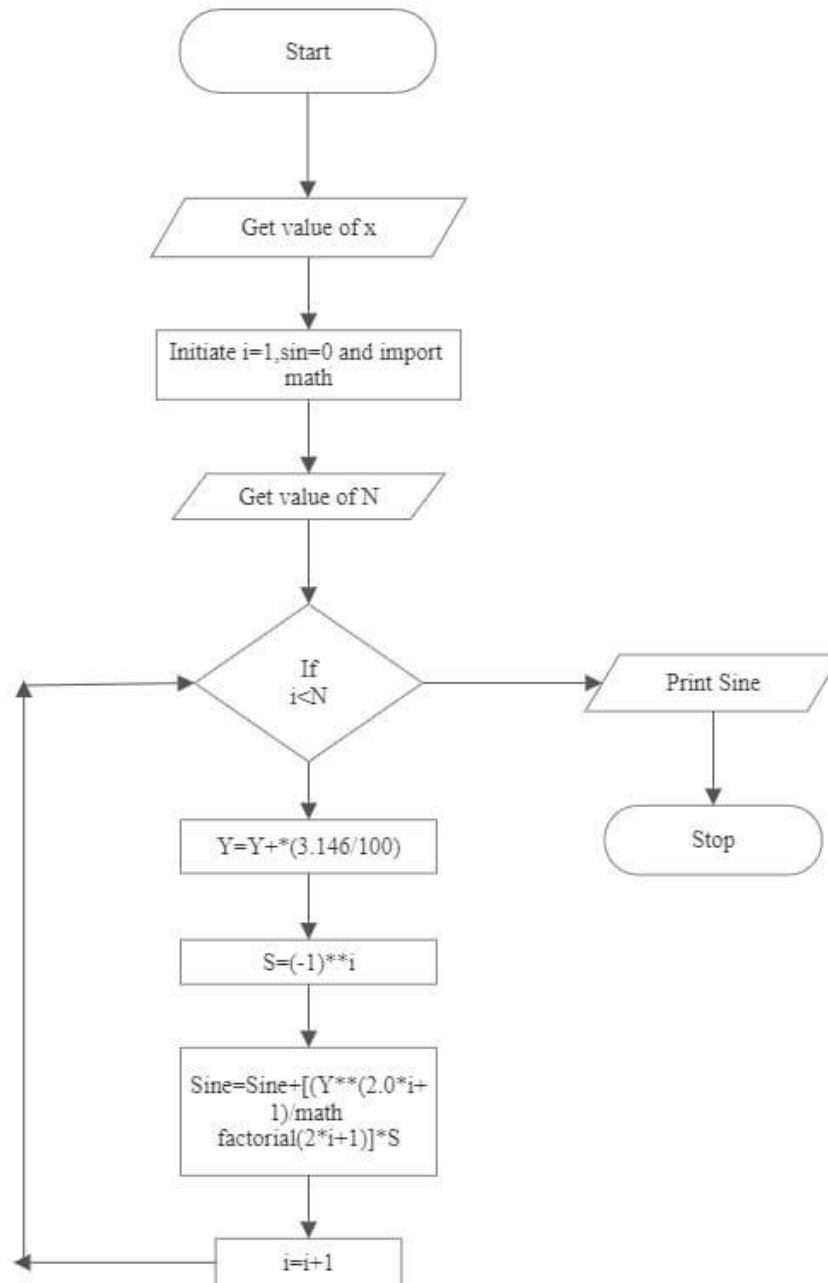 Start
Get value of x
Initiate i=1,sin=0 and import
math
Get value of N
If
i<N
Print Sine
Y=Y+*(3.146/100)
Stop
S=(-1)**i
Sine=Sine+[(Y**(2.0*i+
1)/math
factorial(2*i+1)]*S
i=i+1